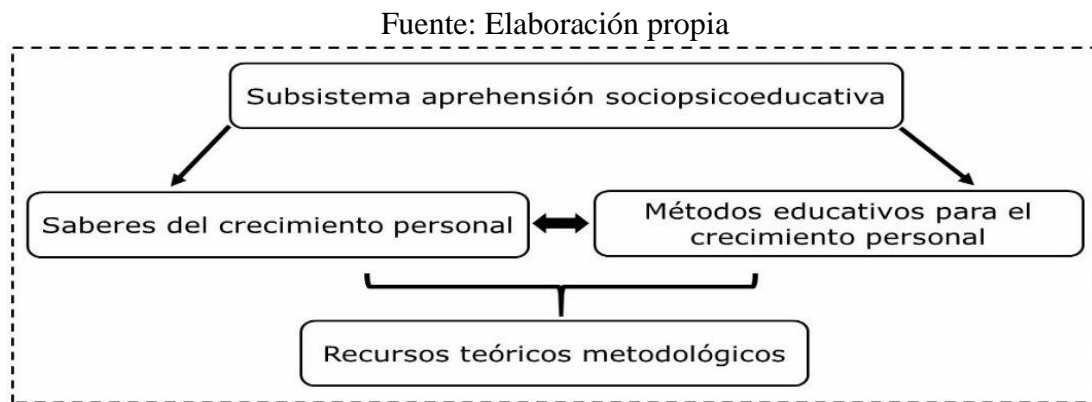 Fuente: Elaboración propia
Subsistema aprehensión sociopsicoeducativa
Saberes del crecimiento personal
Métodos educativos para el
crecimiento personal
Recursos teóricos metodológicos